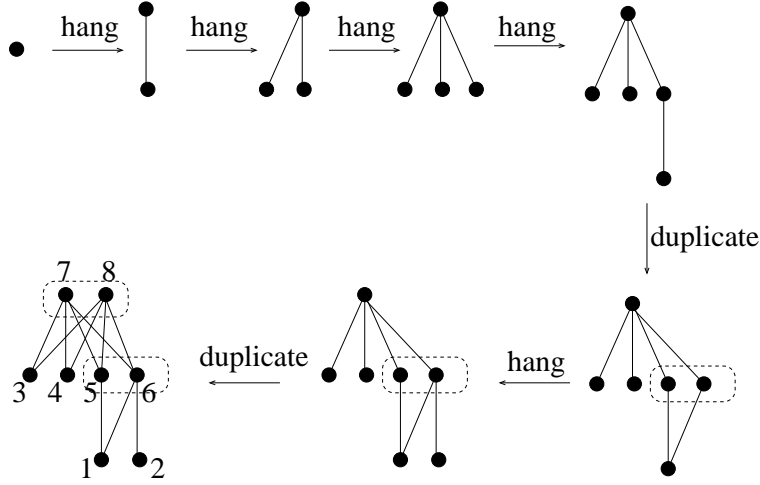 hang hang hang hang
duplicate
7 8
duplicate hang
3 4 5 6
1 2